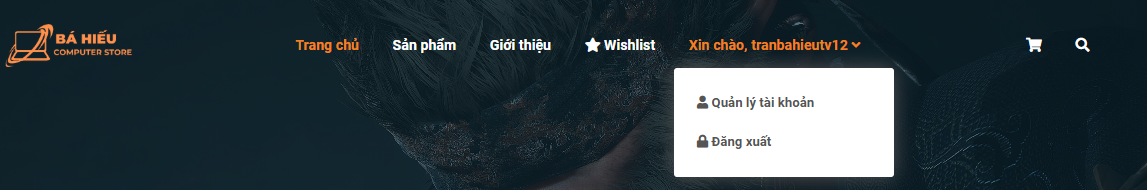 BÁ HIẾU
COMPUTER STORE
Trang chủ
Sản phẩm
Giới thiệu
Wishlist
Xin chào, tranbahieutv12
Quản lý tài khoản
Đăng xuất